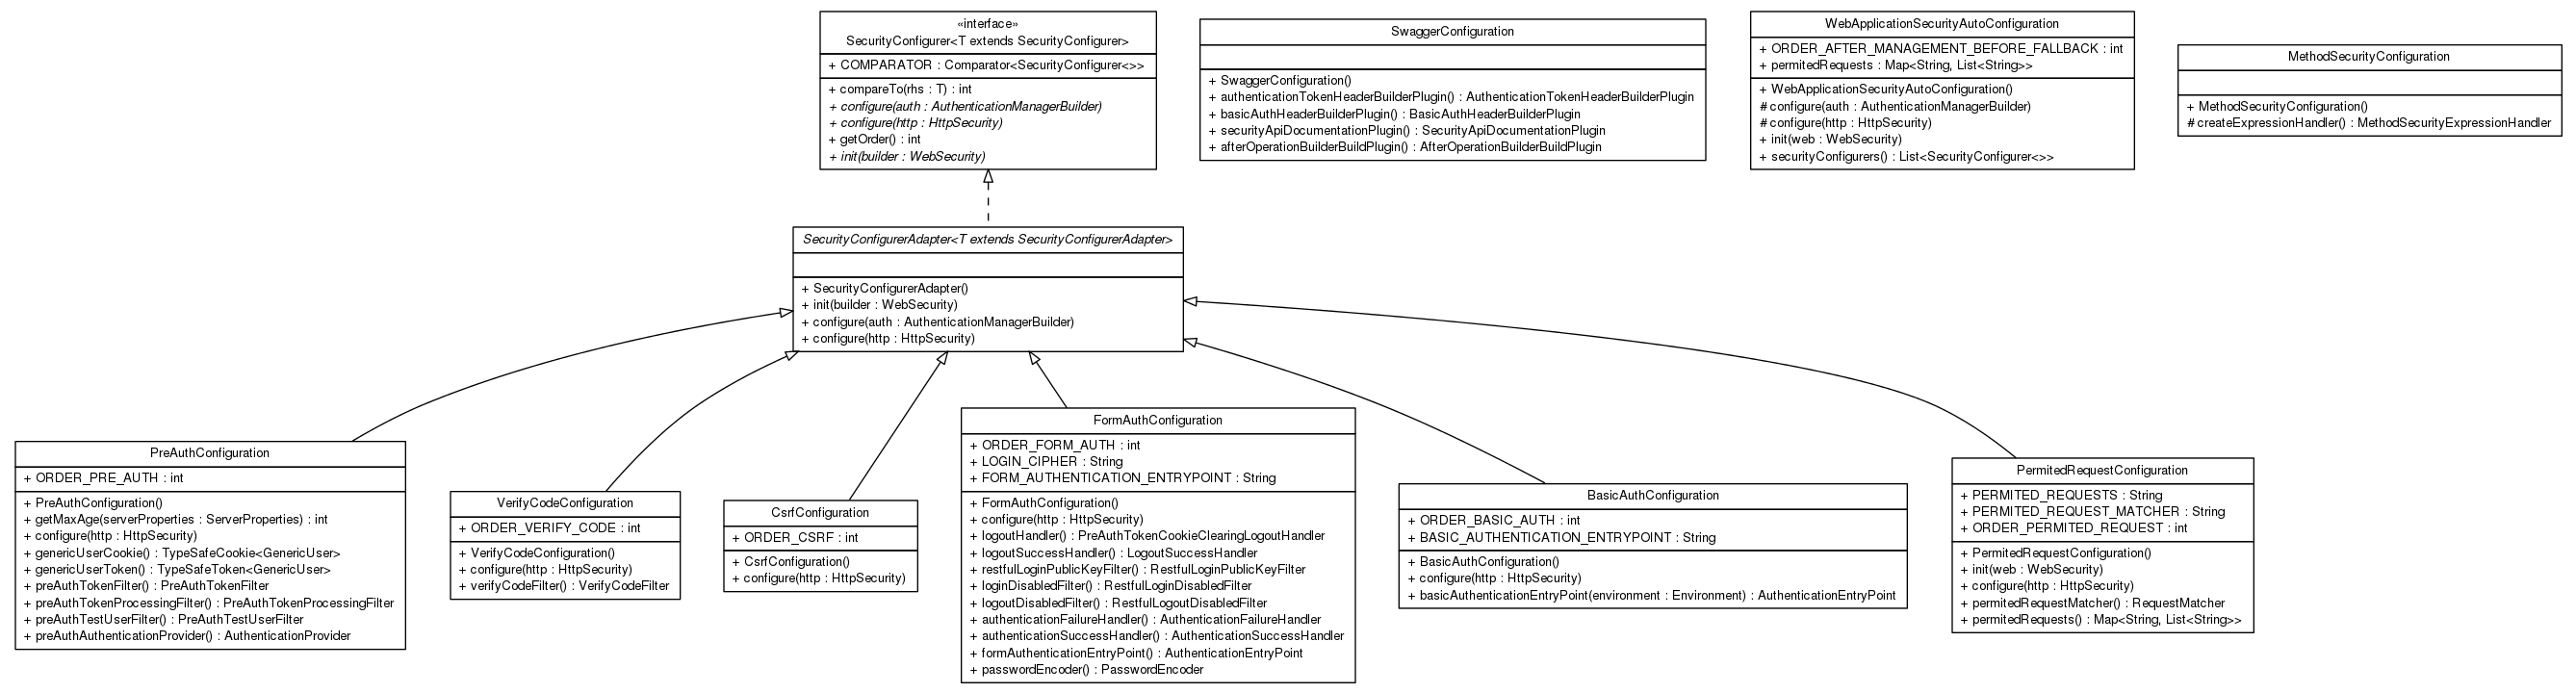 «interface»
SecurityConfigurer<T extends SecurityConfigurer>
+ COMPARATOR : Comparator<SecurityConfigurer<>>
+ compareTo(rhs : T) : int
+ configure(auth : AuthenticationManagerBuilder)
+ configure(http : HttpSecurity)
+ getOrder() : int
+ init(builder : WebSecurity)
SwaggerConfiguration
+ SwaggerConfiguration()
+ authenticationTokenHeaderBuilderPlugin() : AuthenticationTokenHeaderBuilderPlugin
+ basicAuthHeaderBuilderPlugin() : BasicAuthHeaderBuilderPlugin
+ securityApiDocumentationPlugin() : SecurityApiDocumentationPlugin
+ afterOperationBuilderBuildPlugin() : AfterOperationBuilderBuildPlugin
WebApplicationSecurityAutoConfiguration
+ ORDER_AFTER_MANAGEMENT_BEFORE_FALLBACK : int
+ permitedRequests : Map<String, List<String>>
+ WebApplicationSecurityAutoConfiguration()
# configure(auth : AuthenticationManagerBuilder)
# configure(http : HttpSecurity)
+ init(web : WebSecurity)
+ securityConfigurers() : List<SecurityConfigurer<>>
MethodSecurityConfiguration
+ MethodSecurityConfiguration()
# createExpressionHandler() : MethodSecurityExpressionHandler
SecurityConfigurerAdapter<T extends SecurityConfigurerAdapter>
+ SecurityConfigurerAdapter()
+ init(builder : WebSecurity)
+ configure(auth : AuthenticationManagerBuilder)
+ configure(http : HttpSecurity)
PreAuthConfiguration
+ ORDER_PRE_AUTH : int
+ PreAuthConfiguration()
+ getMaxAge(serverProperties : ServerProperties) : int
+ configure(http : HttpSecurity)
+ genericUserCookie() : TypeSafeCookie<GenericUser>
+ genericUserToken() : TypeSafeToken<GenericUser>
+ preAuthTokenFilter() : PreAuthTokenFilter
+ preAuthTokenProcessingFilter() : PreAuthTokenProcessingFilter
+ preAuthTestUserFilter() : PreAuthTestUserFilter
+ preAuthAuthenticationProvider() : AuthenticationProvider
VerifyCodeConfiguration
+ ORDER_VERIFY_CODE : int
+ VerifyCodeConfiguration()
+ configure(http : HttpSecurity)
+ verifyCodeFilter() : VerifyCodeFilter
CsrfConfiguration
+ ORDER_CSRF : int
+ CsrfConfiguration()
+ configure(http : HttpSecurity)
FormAuthConfiguration
+ ORDER_FORM_AUTH : int
+ LOGIN_CIPHER : String
+ FORM_AUTHENTICATION_ENTRYPOINT : String
+ FormAuthConfiguration()
+ configure(http : HttpSecurity)
+ logoutHandler() : PreAuthTokenCookieClearingLogoutHandler
+ logoutSuccessHandler() : LogoutSuccessHandler
+ restfulLoginPublicKeyFilter() : RestfulLoginPublicKeyFilter
+ loginDisabledFilter() : RestfulLoginDisabledFilter
+ logoutDisabledFilter() : RestfulLogoutDisabledFilter
+ authenticationFailureHandler() : AuthenticationFailureHandler
+ authenticationSuccessHandler() : AuthenticationSuccessHandler
+ formAuthenticationEntryPoint() : AuthenticationEntryPoint
+ passwordEncoder() : PasswordEncoder
BasicAuthConfiguration
+ ORDER_BASIC_AUTH : int
+ BASIC_AUTHENTICATION_ENTRYPOINT : String
+ BasicAuthConfiguration()
+ configure(http : HttpSecurity)
+ basicAuthenticationEntryPoint(environment : Environment) : AuthenticationEntryPoint
PermitedRequestConfiguration
+ PERMITED_REQUESTS : String
+ PERMITED_REQUEST_MATCHER : String
+ ORDER_PERMITED_REQUEST : int
+ PermitedRequestConfiguration()
+ init(web : WebSecurity)
+ configure(http : HttpSecurity)
+ permitedRequestMatcher() : RequestMatcher
+ permitedRequests() : Map<String, List<String>>